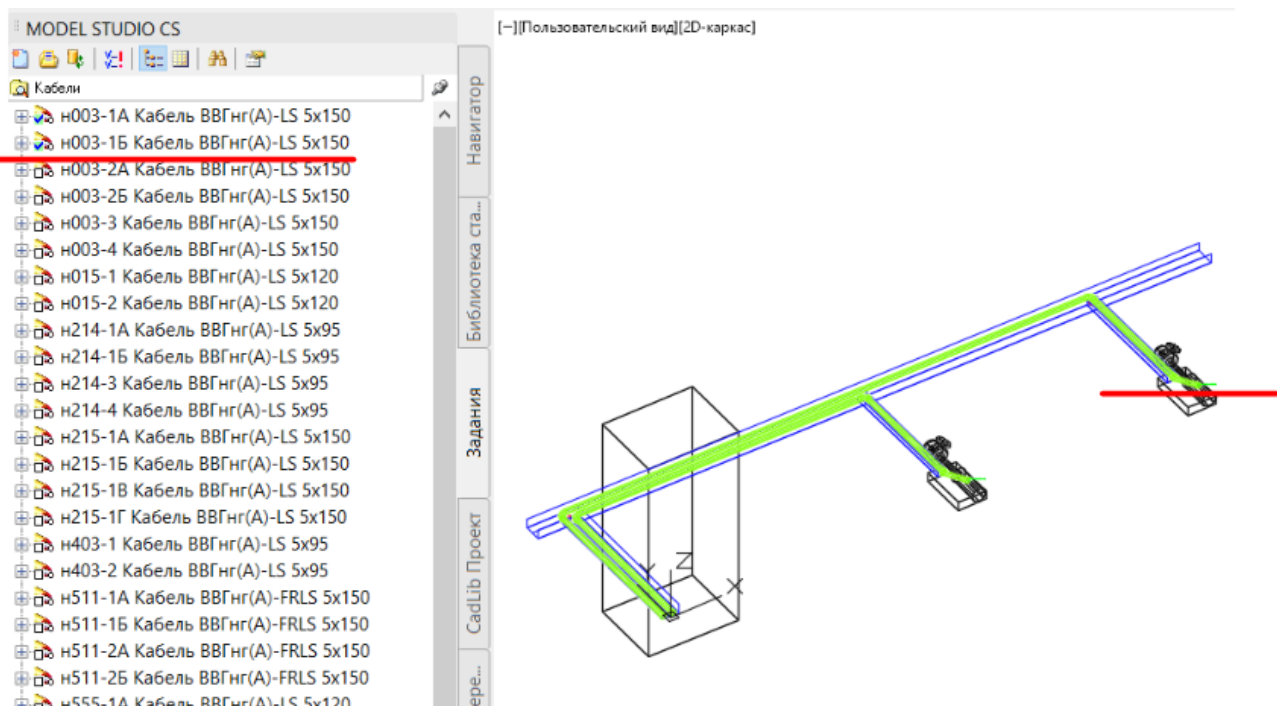 MODEL STUDIO CS
[−][Пользовательский вид][2D-каркас]
Кабели
н003-1А Кабель ВВГнг(А)-LS 5x150
н003-1Б Кабель ВВГнг(А)-LS 5x150
н003-2А Кабель ВВГнг(А)-LS 5x150
н003-2Б Кабель ВВГнг(А)-LS 5x150
н003-3 Кабель ВВГнг(А)-LS 5x150
н003-4 Кабель ВВГнг(А)-LS 5x150
н015-1 Кабель ВВГнг(А)-LS 5x120
н015-2 Кабель ВВГнг(А)-LS 5x120
н214-1А Кабель ВВГнг(А)-LS 5x95
н214-1Б Кабель ВВГнг(А)-LS 5x95
н214-3 Кабель ВВГнг(А)-LS 5x95
н214-4 Кабель ВВГнг(А)-LS 5x95
н215-1А Кабель ВВГнг(А)-LS 5x150
н215-1Б Кабель ВВГнг(А)-LS 5x150
н215-1В Кабель ВВГнг(А)-LS 5x150
н215-1Г Кабель ВВГнг(А)-LS 5x150
н403-1 Кабель ВВГнг(А)-LS 5x95
н403-2 Кабель ВВГнг(А)-LS 5x95
н511-1А Кабель ВВГнг(А)-FRLS 5x150
н511-1Б Кабель ВВГнг(А)-FRLS 5x150
н511-2А Кабель ВВГнг(А)-FRLS 5x150
н511-2Б Кабель ВВГнг(А)-FRLS 5x150
н555-1А Кабель ВВГнг(А)-LS 5x120
Навигатор
Библиотека ста...
Задания
CadLib Проект
ере...
Y
Z
X